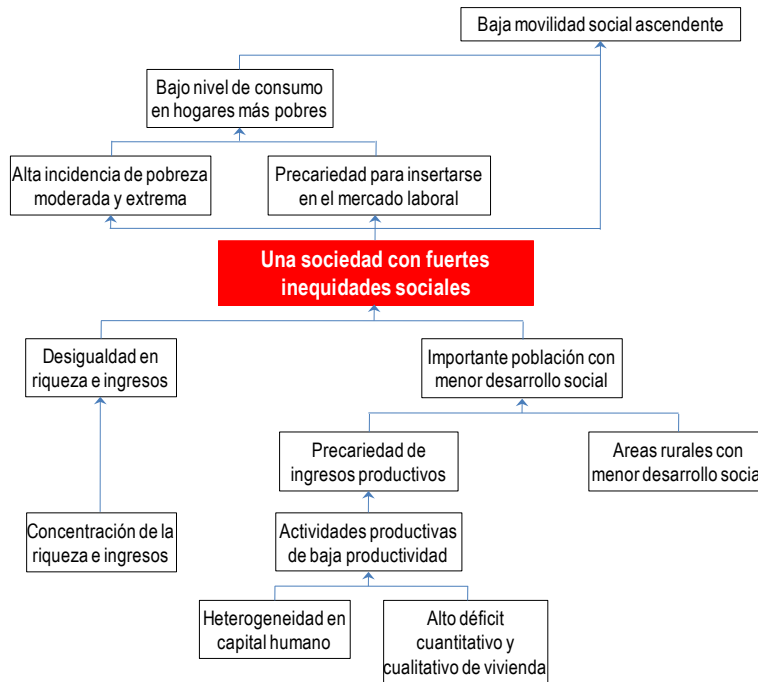 Baja movilidad social ascendente
Bajo nivel de consumo
en hogares más pobres
Alta incidencia de pobreza
moderada y extrema
Precariedad para insertarse
en el mercado laboral
Una sociedad con fuertes
inequidades sociales
Desigualdad en
riqueza e ingresos
Importante población con
menor desarrollo social
Precariedad de
ingresos productivos
Areas rurales con
menor desarrollo social
Concentración de la
riqueza e ingresos
Actividades productivas
de baja productividad
Heterogeneidad en
capital humano
Alto déficit
cuantitativo y
cualitativo de vivienda